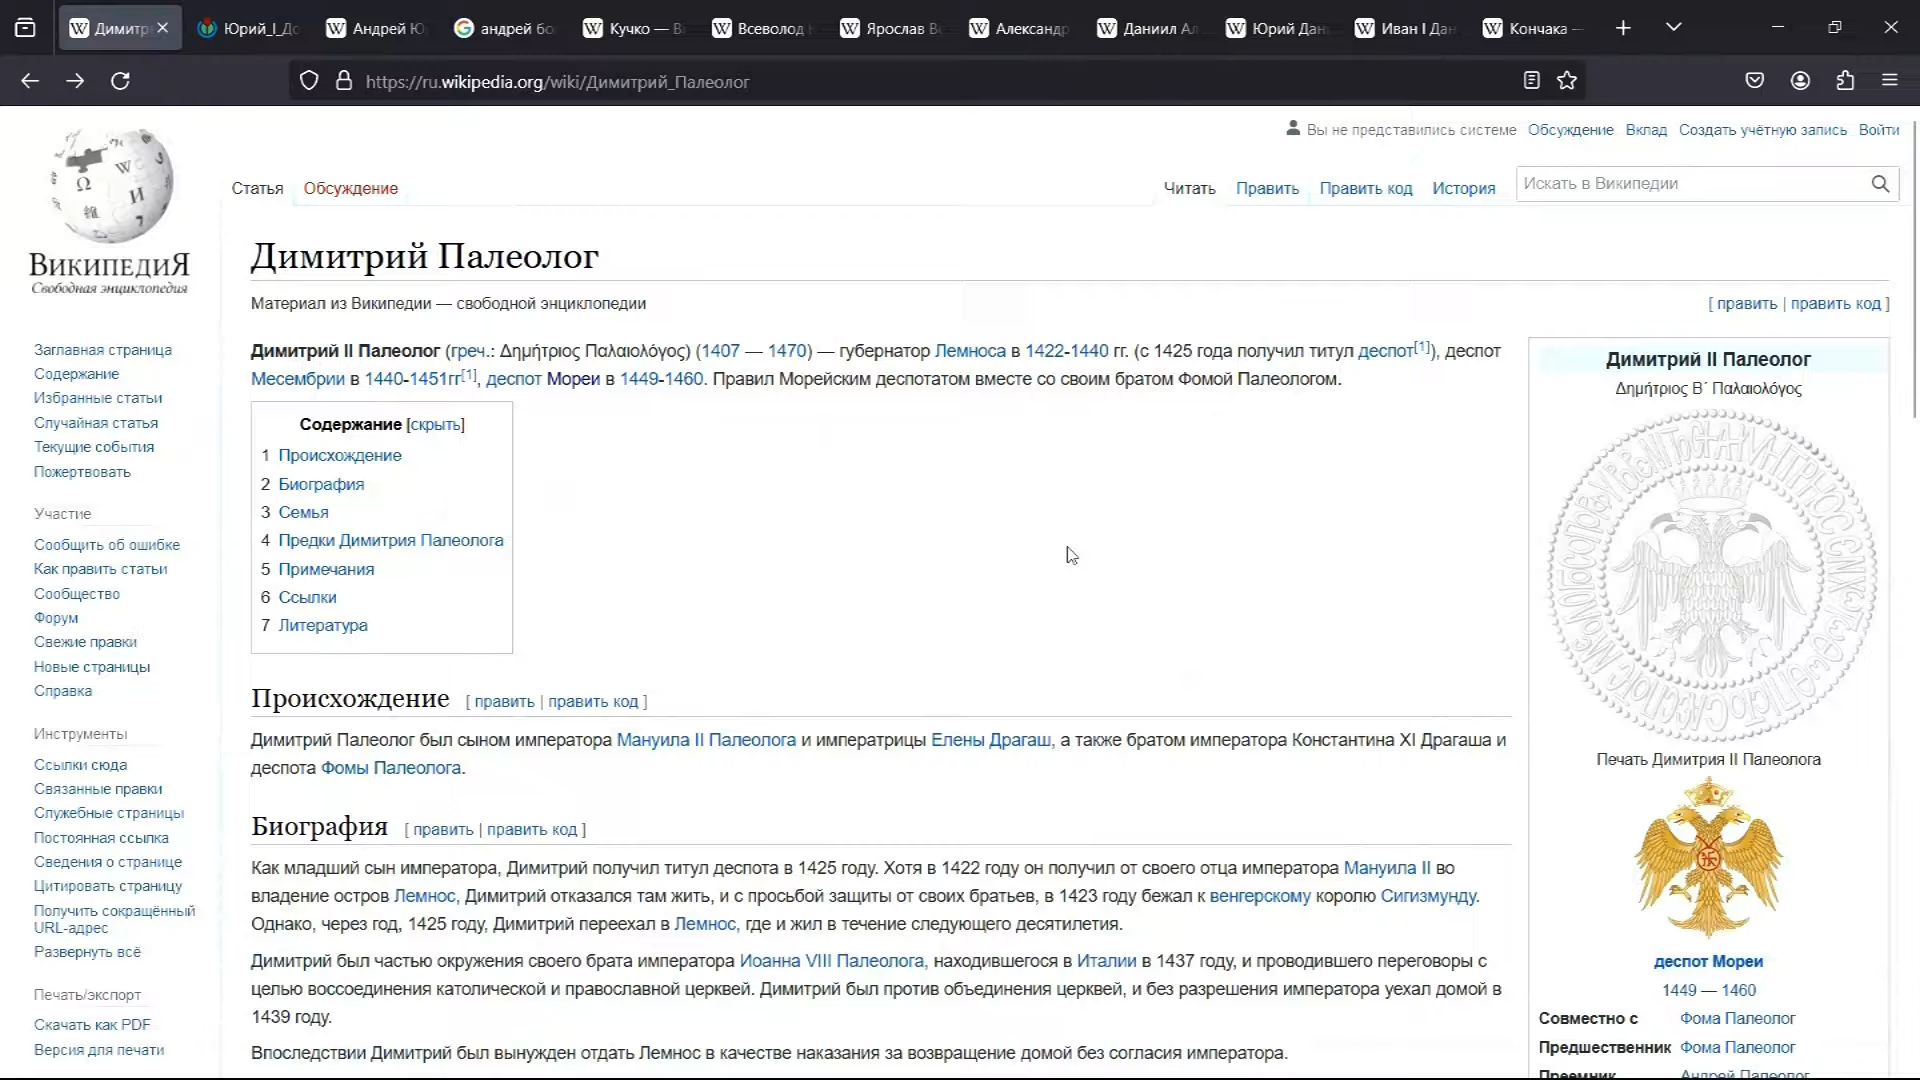 Димитр
Юрий_I_До
Андрей Ю
андрей бо
Кучко — В
Всеволод
Ярослав Вс
Александр
Даниил Ал
Юрий Дан
Иван I Дан
Кончака —
https://ru.wikipedia.org/wiki/Димитрий_Палеолог
Вы не представились системе Обсуждение Вклад Создать учётную запись Войти
Статья Обсуждение Читать Править Править код История Искать в Википедии
ВикипедиЯ
Свободная энциклопедия
Заглавная страница
Содержание
Избранные статьи
Случайная статья
Текущие события
Пожертвовать
Участие
Сообщить об ошибке
Как править статьи
Сообщество
Форум
Свежие правки
Новые страницы
Справка
Инструменты
Ссылки сюда
Связанные правки
Служебные страницы
Постоянная ссылка
Сведения о странице
Цитировать страницу
Получить сокращённый
URL-адрес
Развернуть всё
Печать/экспорт
Скачать как PDF
Версия для печати
Димитрий Палеолог
Материал из Википедии — свободной энциклопедии [ править | править код ]
Димитрий II Палеолог (греч.: Δημήτριος Παλαιολόγος) (1407 — 1470) — губернатор Лемноса в 1422-1440 гг. (с 1425 года получил титул деспот[1]), деспот
Месембрии в 1440-1451гг[1], деспот Мореи в 1449-1460. Правил Морейским деспотатом вместе со своим братом Фомой Палеологом.
Содержание [скрыть]
1 Происхождение
2 Биография
3 Семья
4 Предки Димитрия Палеолога
5 Примечания
6 Ссылки
7 Литература
Происхождение [ править | править код ]
Димитрий Палеолог был сыном императора Мануила II Палеолога и императрицы Елены Драгаш, а также братом императора Константина XI Драгаша и
деспота Фомы Палеолога.
Биография [ править | править код ]
Как младший сын императора, Димитрий получил титул деспота в 1425 году. Хотя в 1422 году он получил от своего отца императора Мануила II во
владение остров Лемнос, Димитрий отказался там жить, и с просьбой защиты от своих братьев, в 1423 году бежал к венгерскому королю Сигизмунду.
Однако, через год, 1425 году, Димитрий переехал в Лемнос, где и жил в течение следующего десятилетия.
Димитрий был частью окружения своего брата императора Иоанна VIII Палеолога, находившегося в Италии в 1437 году, и проводившего переговоры с
целью воссоединения католической и православной церквей. Димитрий был против объединения церквей, и без разрешения императора уехал домой в
1439 году.
Впоследствии Димитрий был вынужден отдать Лемнос в качестве наказания за возвращение домой без согласия императора.
Димитрий II Палеолог
Δημήτριος Β΄ Παλαιολόγος
Печать Димитрия II Палеолога
деспот Мореи
1449 — 1460
Совместно с Фома Палеолог
Предшественник Фома Палеолог
Преемник Андрей Палеолог